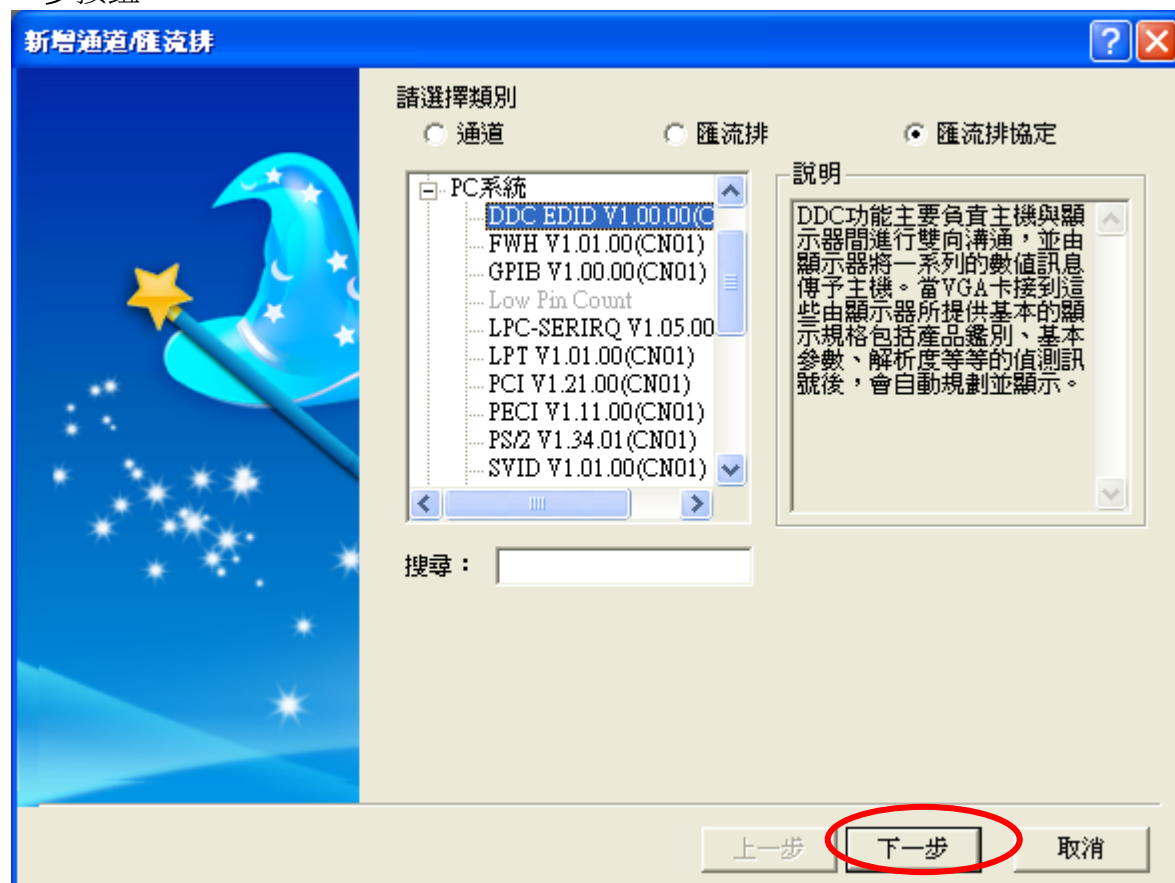 新增通道/匯流排
請選擇類別
通道
匯流排
匯流排協定
PC系統
DDC EDID V1.00.00(C
FWH V1.01.00(CN01)
GPIB V1.00.00(CN01)
Low Pin Count
LPC-SERIRQ V1.05.00
LPT V1.01.00(CN01)
PCI V1.21.00(CN01)
PECI V1.11.00(CN01)
PS/2 V1.34.01(CN01)
SVID V1.01.00(CN01)
說明
DDC功能主要負責主機與顯
示器間進行雙向溝通，並由
顯示器將一系列的數值訊息
傳予主機。當VGA卡接到這
些由顯示器所提供基本的顯
示規格包括產品鑑別、基本
參數、解析度等等的偵測訊
號後，會自動規劃並顯示。
搜尋：
上一步
下一步
取消